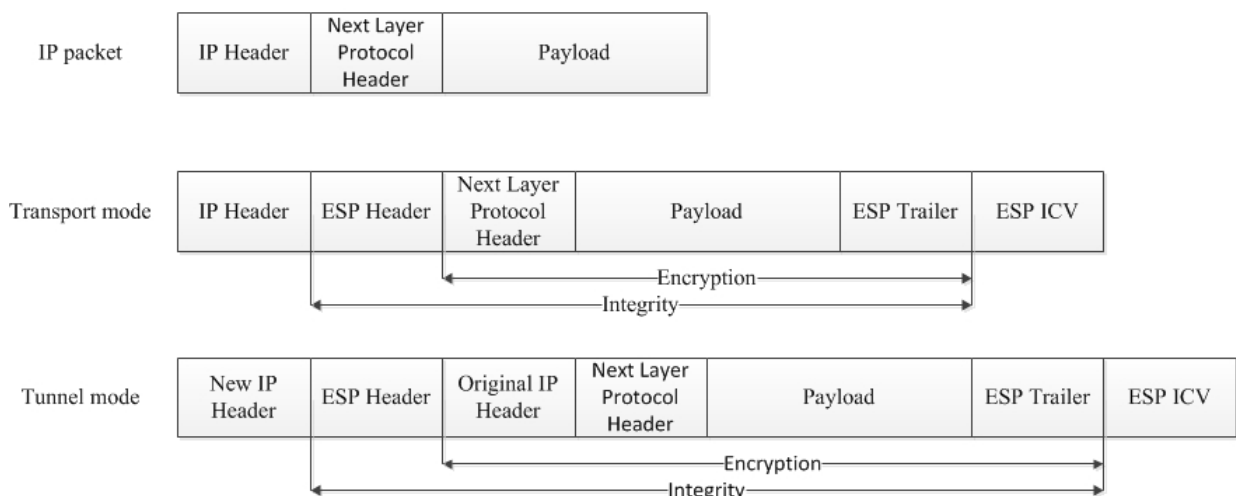 IP packet
IP Header
Next Layer
Protocol
Header
Payload
Transport mode
IP Header
ESP Header
Next Layer
Protocol
Header
Payload
ESP Trailer
ESP ICV
Encryption
Integrity
Tunnel mode
New IP
Header
ESP Header
Original IP
Header
Next Layer
Protocol
Header
Payload
ESP Trailer
ESP ICV
Encryption
Integrity